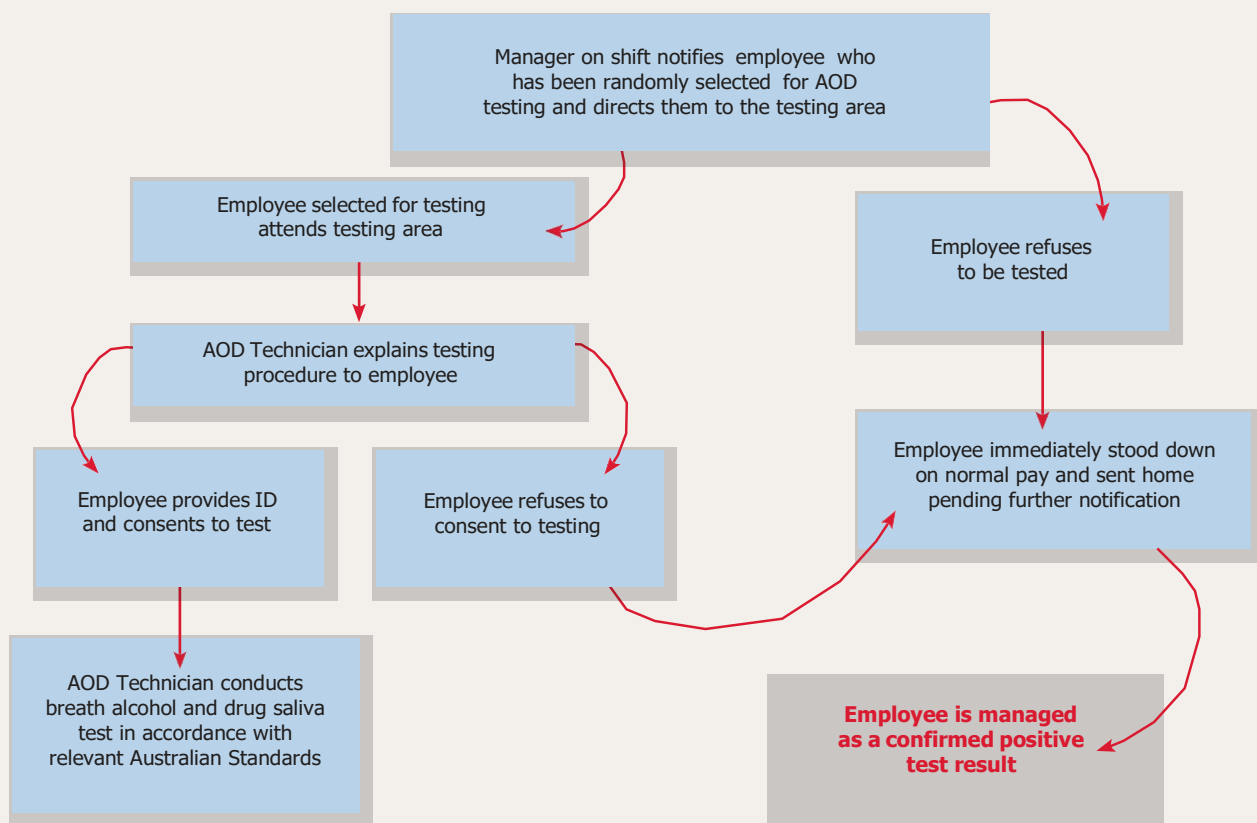 Manager on shift notifies employee who
has been randomly selected for AOD
testing and directs them to the testing area
Employee selected for testing
attends testing area
Employee refuses
to be tested
AOD Technician explains testing
procedure to employee
Employee immediately stood down
on normal pay and sent home
pending further notification
Employee provides ID
and consents to test
Employee refuses to
consent to testing
AOD Technician conducts
breath alcohol and drug saliva
test in accordance with
relevant Australian Standards
Employee is managed
as a confirmed positive
test result